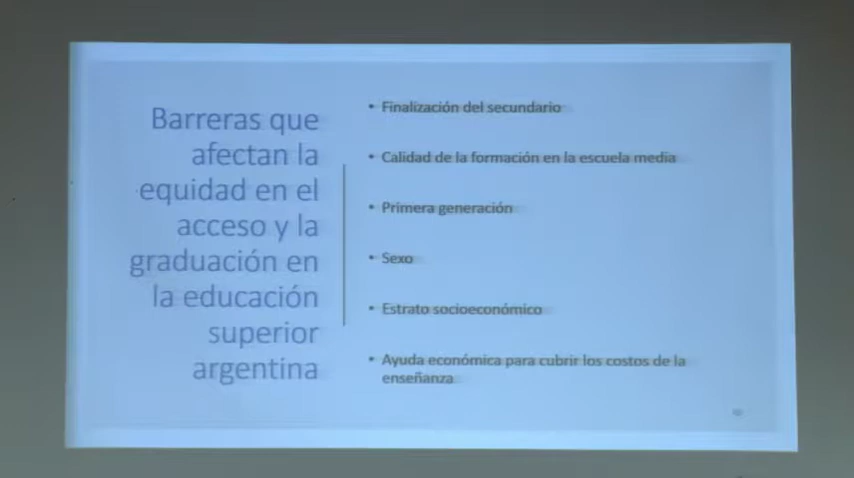 Barreras que
afectan la
equidad en el
acceso y la
graduación en
la educación
superior
argentina
• Finalización del secundario
• Calidad de la formación en la escuela media
• Primera generación
• Sexo
• Estrato socioeconómico
• Ayuda económica para cubrir los costos de la
enseñanza